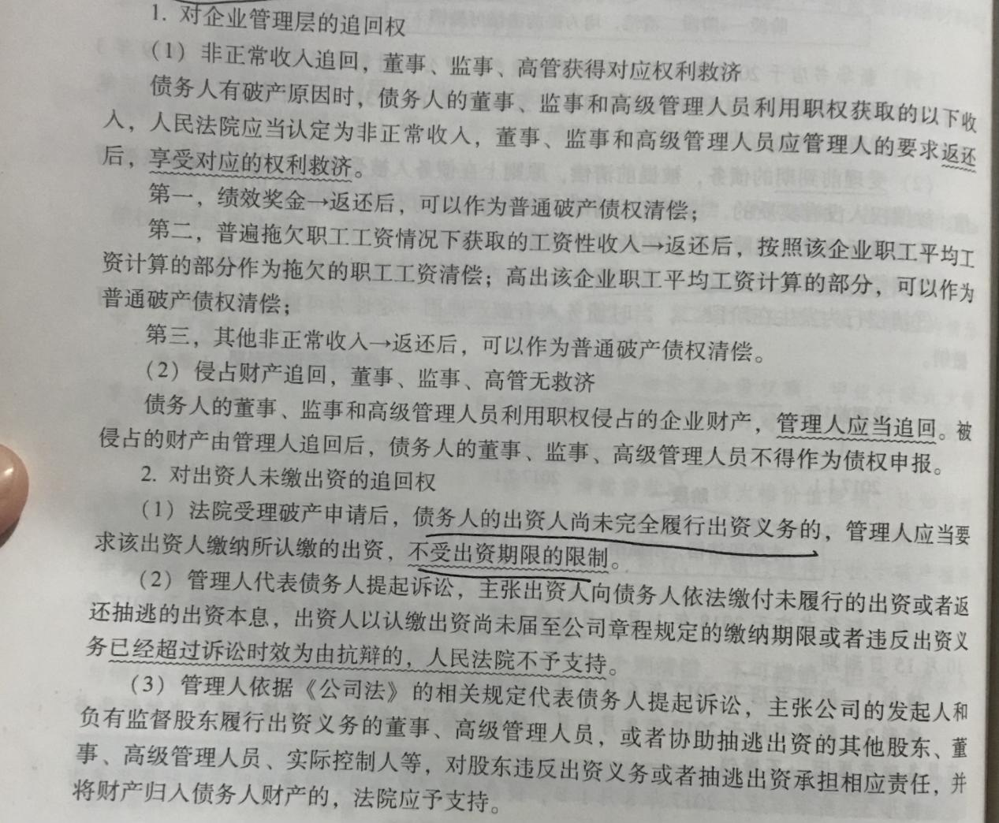 1. 对企业管理层的追回权
（1）非正常收入追回，董事、监事、高管获得对应权利救济
债务人有破产原因时，债务人的董事、监事和高级管理人员利用职权获取的以下收
入，人民法院应当认定为非正常收入，董事、监事和高级管理人员应管理人的要求返还
后，享受对应的权利救济。
第一，绩效奖金→返还后，可以作为普通破产债权清偿；
第二，普遍拖欠职工工资情况下获取的工资性收入→返还后，按照该企业职工平均工
资计算的部分作为拖欠的职工工资清偿；高出该企业职工平均工资计算的部分，可以作为
普通破产债权清偿；
第三，其他非正常收入→返还后，可以作为普通破产债权清偿。
（2）侵占财产追回，董事、监事、高管无救济
债务人的董事、监事和高级管理人员利用职权侵占的企业财产，管理人应当追回。被
侵占的财产由管理人追回后，债务人的董事、监事、高级管理人员不得作为债权申报。
2. 对出资人未缴出资的追回权
（1）法院受理破产申请后，债务人的出资人尚未完全履行出资义务的，管理人应当要
求该出资人缴纳所认缴的出资，不受出资期限的限制。
（2）管理人代表债务人提起诉讼，主张出资人向债务人依法缴付未履行的出资或者返
还抽逃的出资本息，出资人以认缴出资尚未届至公司章程规定的缴纳期限或者违反出资义
务已经超过诉讼时效为由抗辩的，人民法院不予支持。
（3）管理人依据《公司法》的相关规定代表债务人提起诉讼，主张公司的发起人和
负有监督股东履行出资义务的董事、高级管理人员，或者协助抽逃出资的其他股东、董
事、高级管理人员、实际控制人等，对股东违反出资义务或者抽逃出资承担相应责任，并
将财产归入债务人财产的，法院应予支持。